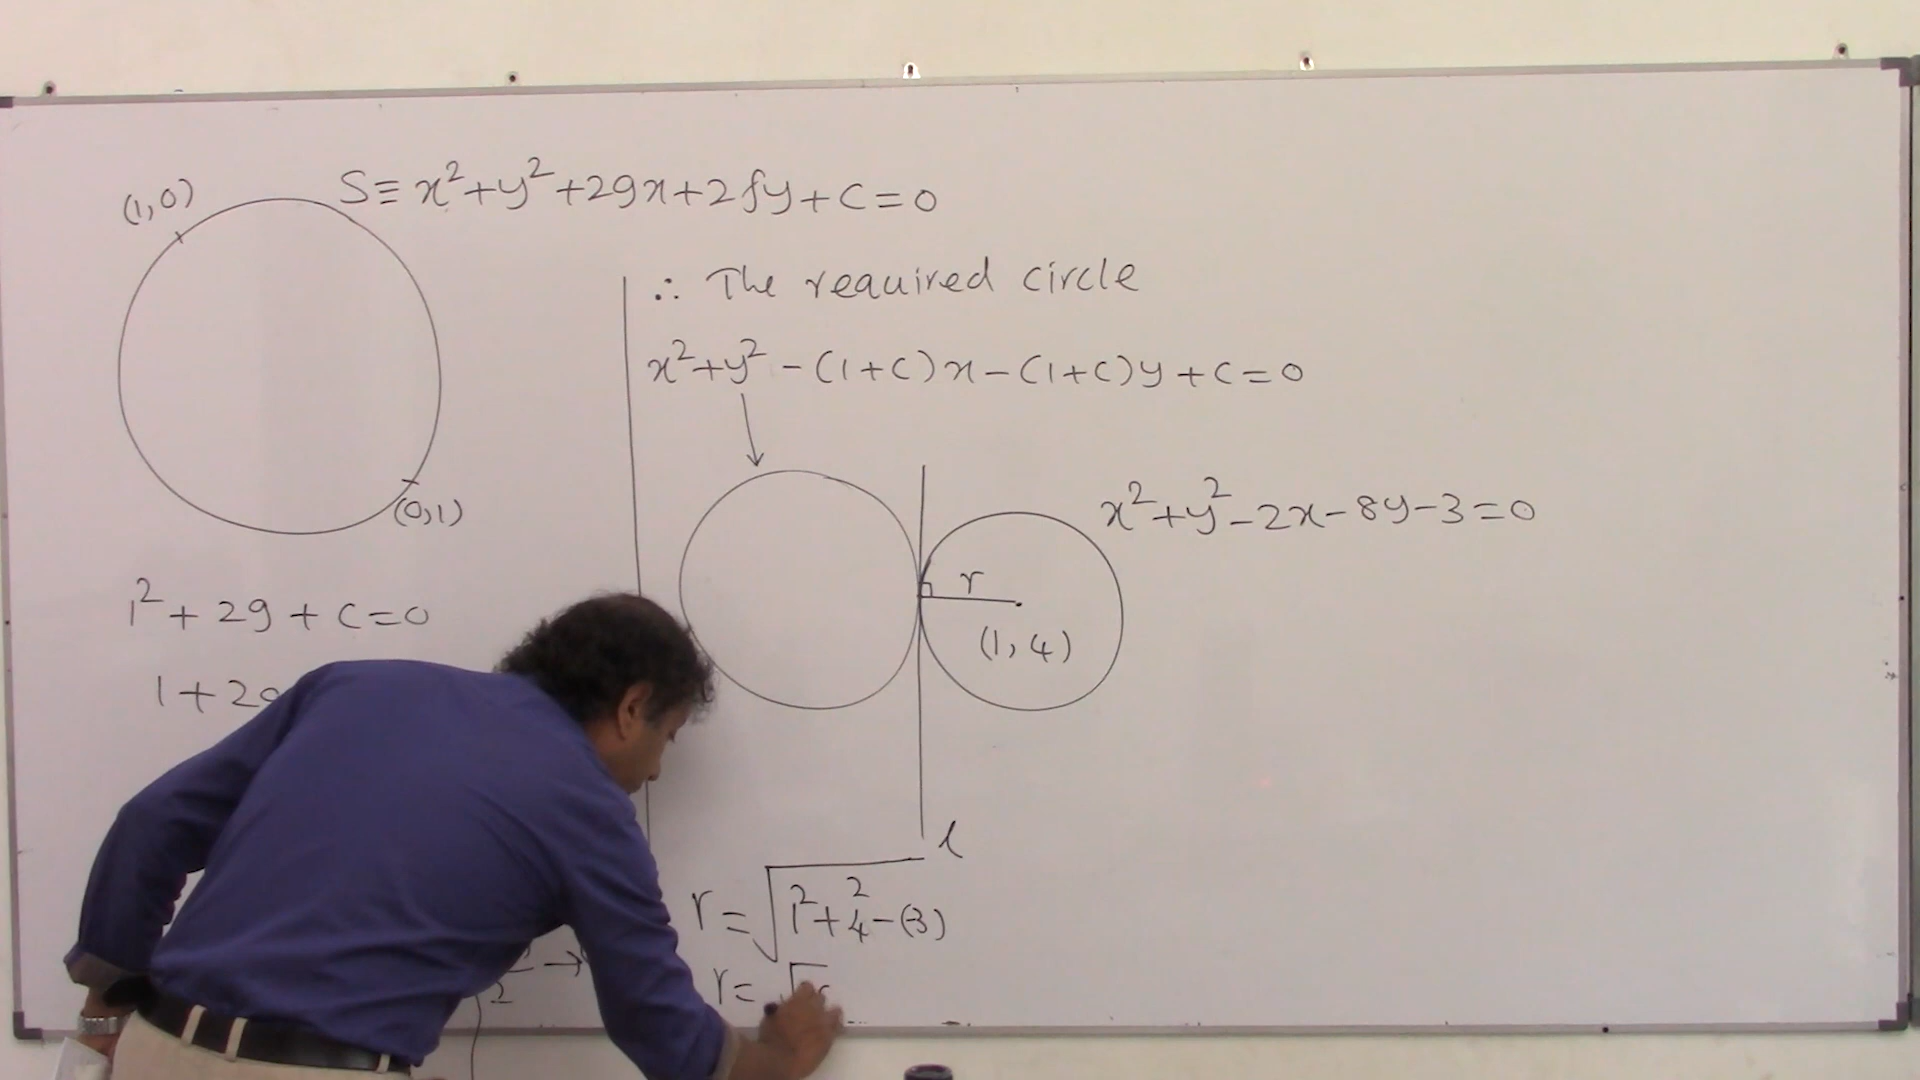 (1,0)
S≡ x²+y²+2gx+2fy+c=0
(0,1)
1²+2g+c=0
1+2g
∴ The required circle
x²+y²-(1+c)x-(1+c)y+c=0
x²+y²-2x-8y-3=0
r
(1,4)
l
r=√1²+4²-(-3)
r= √
2 →